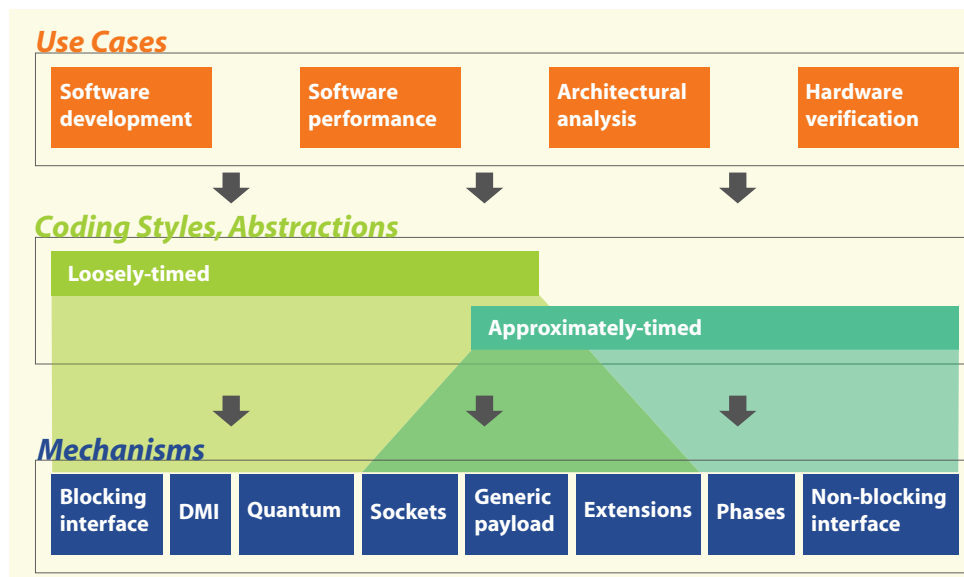 Use Cases
Software
development
Software
performance
Architectural
analysis
Hardware
verification
Coding Styles, Abstractions
Loosely-timed
Approximately-timed
Mechanisms
Blocking
interface
DMI
Quantum
Sockets
Generic
payload
Extensions
Phases
Non-blocking
interface